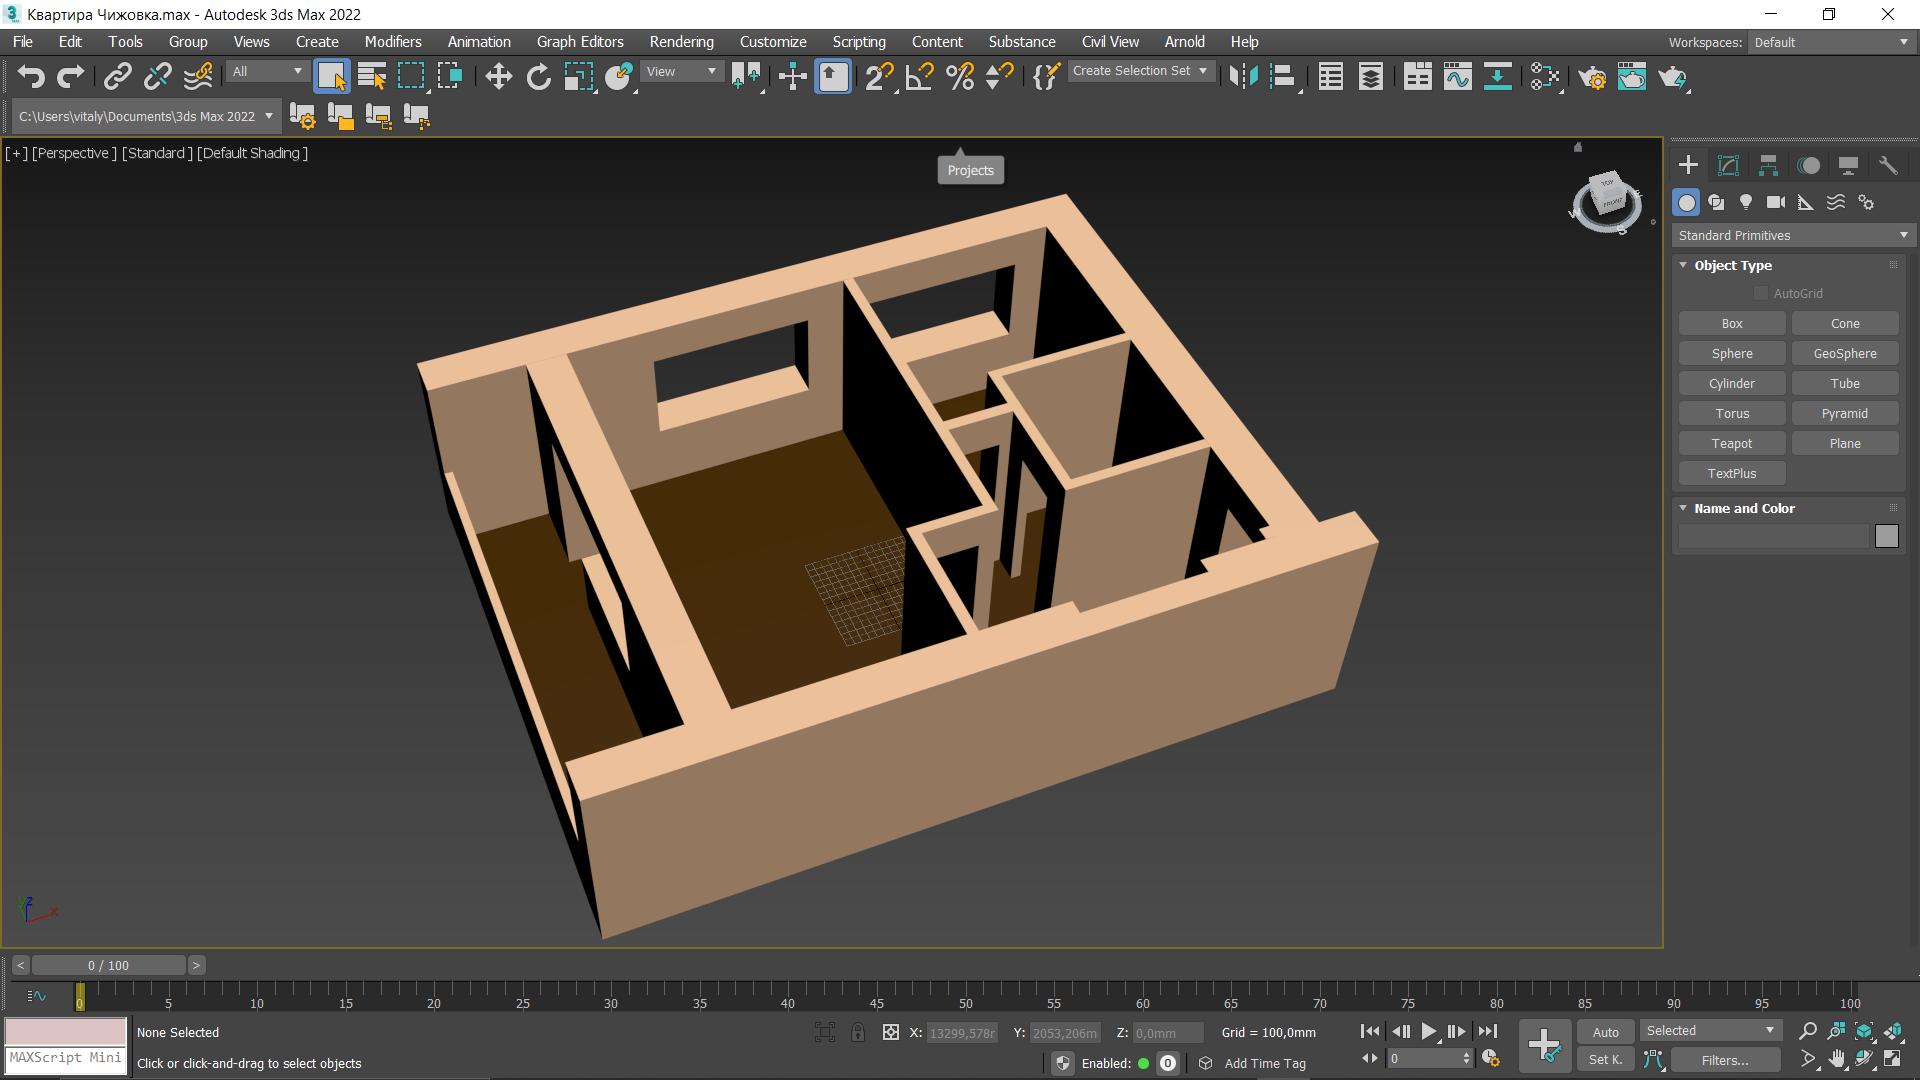 Квартира Чижовка.max - Autodesk 3ds Max 2022
File Edit Tools Group Views Create Modifiers Animation Graph Editors Rendering Customize Scripting Content Substance Civil View Arnold Help
Workspaces: Default
All
View
Create Selection Set
C:\Users\vitaly\Documents\3ds Max 2022
[+] [Perspective ] [Standard ] [Default Shading ]
Projects
TOP
FRONT
W
S
Standard Primitives
Object Type
AutoGrid
Box Cone
Sphere GeoSphere
Cylinder Tube
Torus Pyramid
Teapot Plane
TextPlus
Name and Color
z
x
< 0 / 100 >
0 5 10 15 20 25 30 35 40 45 50 55 60 65 70 75 80 85 90 95 100
None Selected
X: 13299,578r Y: 2053,206m Z: 0,0mm Grid = 100,0mm
Auto Selected
MAXScript Mini
Click or click-and-drag to select objects
Enabled: 0 Add Time Tag
0
Set K. Filters...